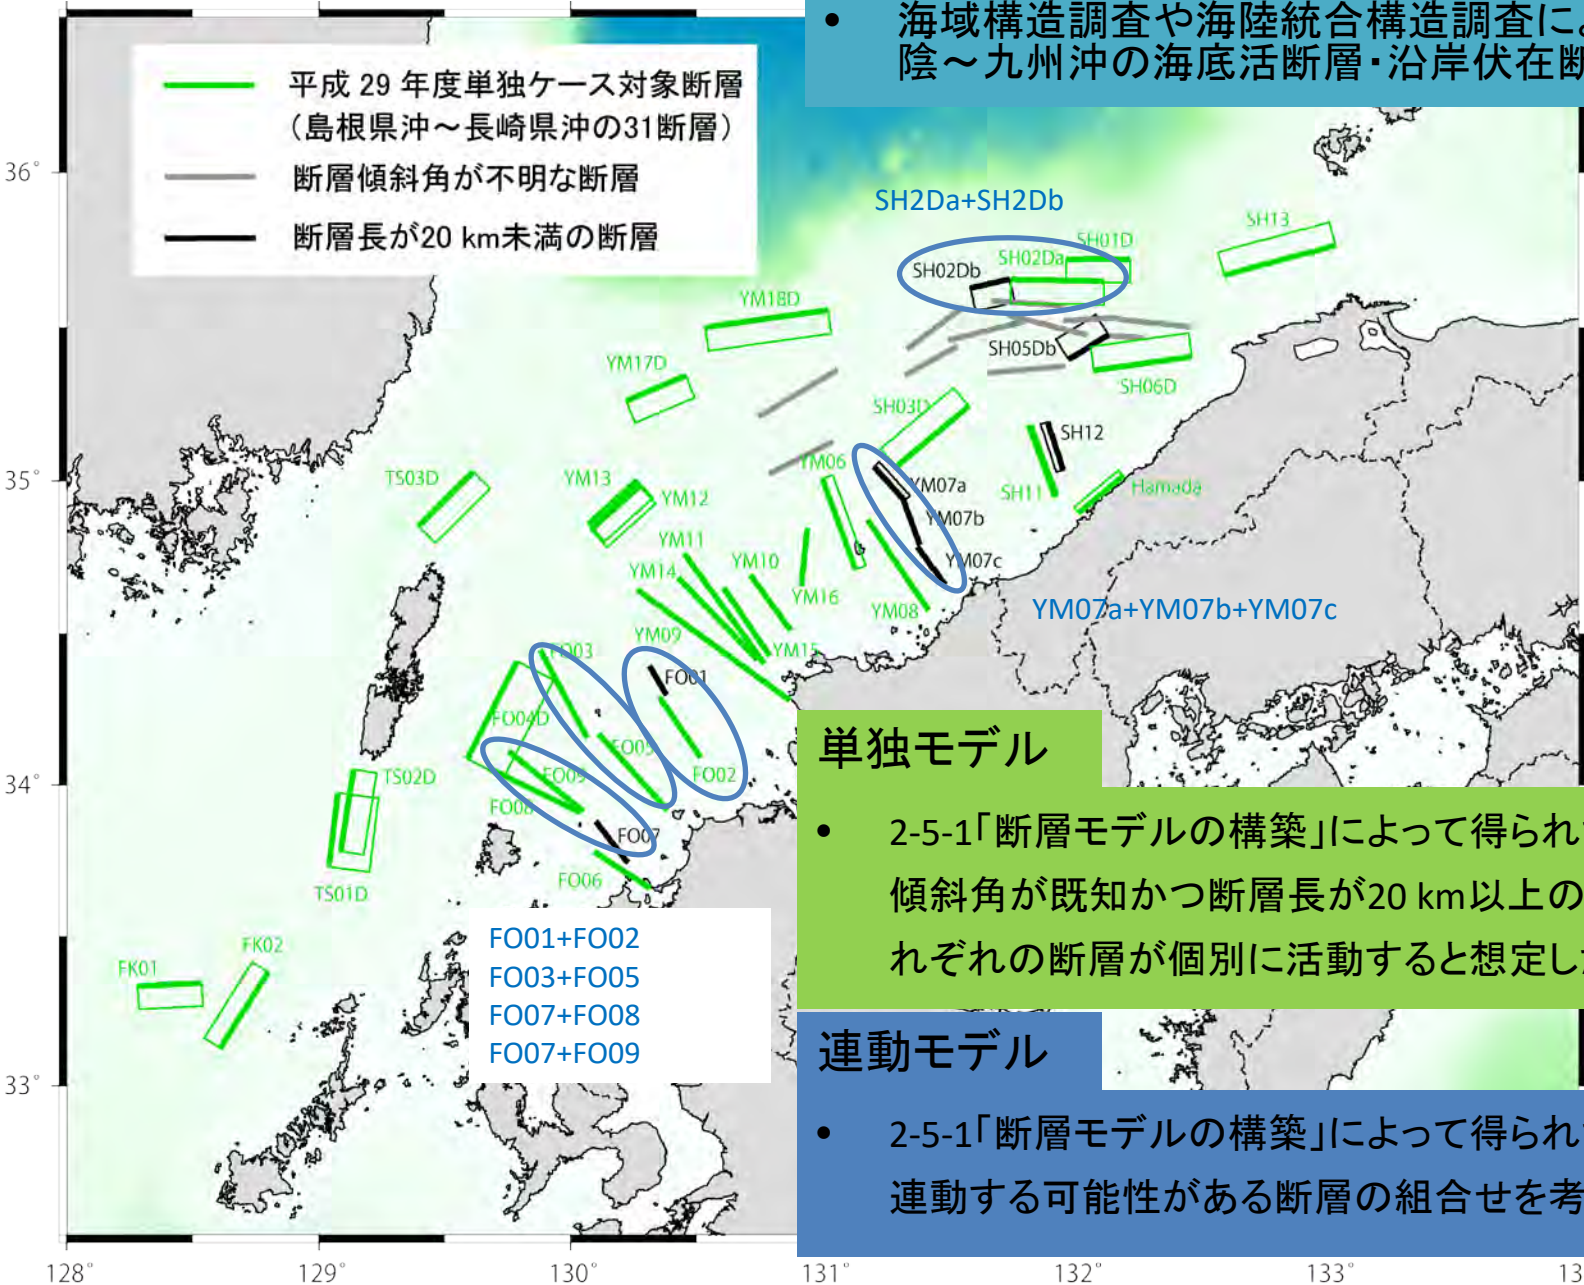 • 海域構造調査や海陸統合構造調査によ
陰～九州沖の海底活断層・沿岸伏在断
平成 29 年度単独ケース対象断層
（島根県沖～長崎県沖の31断層）
断層傾斜角が不明な断層
断層長が20 km未満の断層
36°
35°
34°
33°
SH2Da+SH2Db
SH13
SH01D
SH02Da
SH02Db
YM18D
SH05Db
YM17D
SH06D
SH03D
SH12
YM06
TS03D
YM13
YM12
YM07a
SH11
Hamada
YM07b
YM11
YM10
YM07c
YM14
YM16
YM08
YM07a+YM07b+YM07c
YM09
YM15
FO03
FO01
FO04D
FO05
FO02
TS02D
FO09
FO08
FO07
FO06
TS01D
FK02
FK01
FO01+FO02
FO03+FO05
FO07+FO08
FO07+FO09
単独モデル
• 2-5-1「断層モデルの構築」によって得られ
傾斜角が既知かつ断層長が20 km以上の
れぞれの断層が個別に活動すると想定し
連動モデル
• 2-5-1「断層モデルの構築」によって得られ
連動する可能性がある断層の組合せを考
128°
129°
130°
131°
132°
133°
13